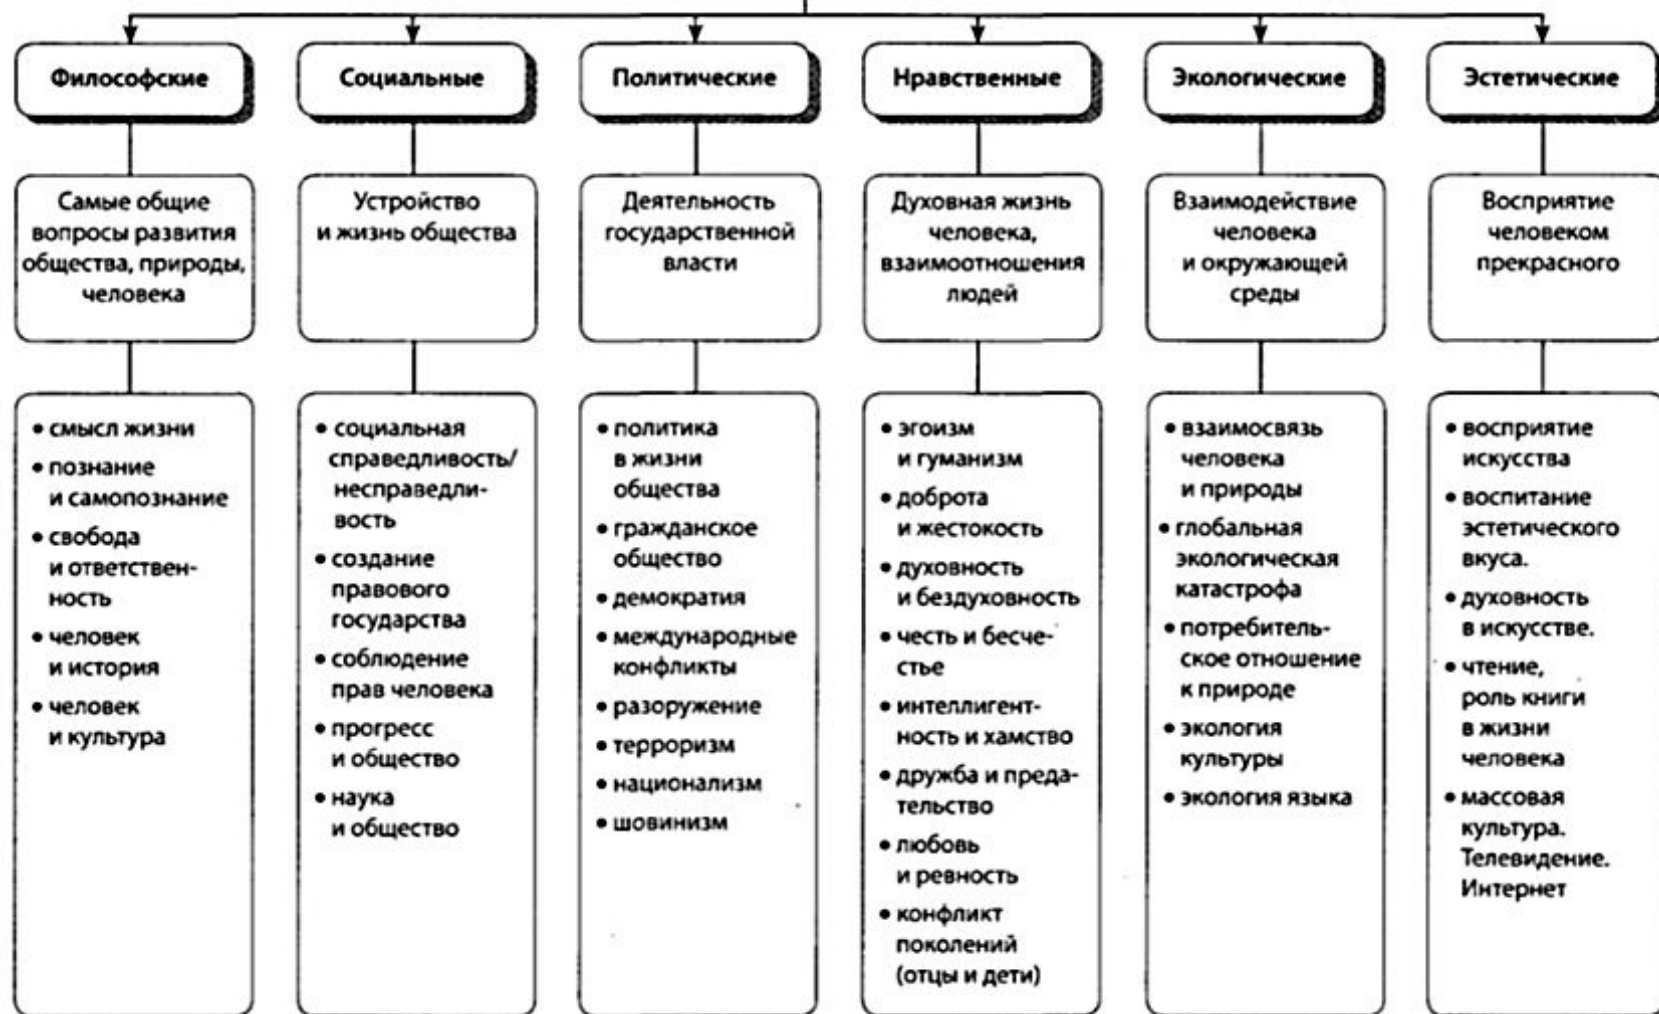 Философские
Самые общие
вопросы развития
общества, природы,
человека
• смысл жизни
• познание
и самопознание
• свобода
и ответствен-
ность
• человек
и история
• человек
и культура
Социальные
Устройство
и жизнь общества
• социальная
справедливость/
несправедли-
вость
• создание
правового
государства
• соблюдение
прав человека
• прогресс
и общество
• наука
и общество
Политические
Деятельность
государственной
власти
• политика
в жизни
общества
• гражданское
общество
• демократия
• международные
конфликты
• разоружение
• терроризм
• национализм
• шовинизм
Нравственные
Духовная жизнь
человека,
взаимоотношения
людей
• эгоизм
и гуманизм
• доброта
и жестокость
• духовность
и бездуховность
• честь и бесче-
стье
• интеллигент-
ность и хамство
• дружба и преда-
тельство
• любовь
и ревность
• конфликт
поколений
(отцы и дети)
Экологические
Взаимодействие
человека
и окружающей
среды
• взаимосвязь
человека
и природы
• глобальная
экологическая
катастрофа
• потребитель-
ское отношение
к природе
• экология
культуры
• экология языка
Эстетические
Восприятие
человеком
прекрасного
• восприятие
искусства
• воспитание
эстетического
вкуса.
• духовность
в искусстве.
• чтение,
роль книги
в жизни
человека
• массовая
культура.
Телевидение.
Интернет